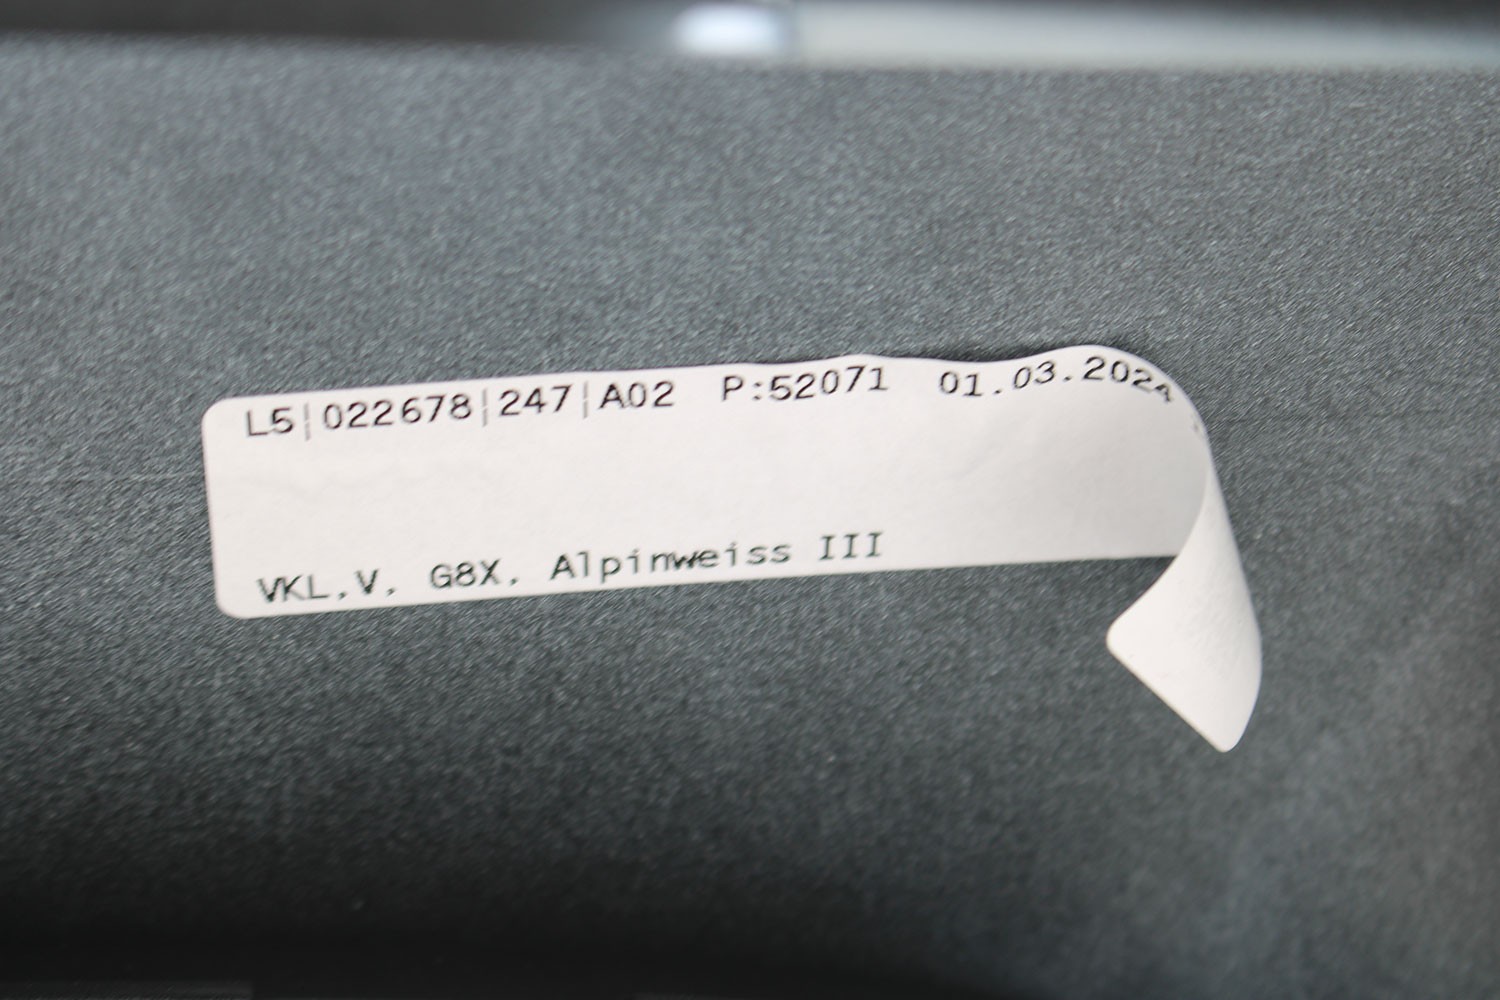 L5|022678|247|A02 P:52071 01.03.2024
VKL.V. G8X. Alpinweiss III